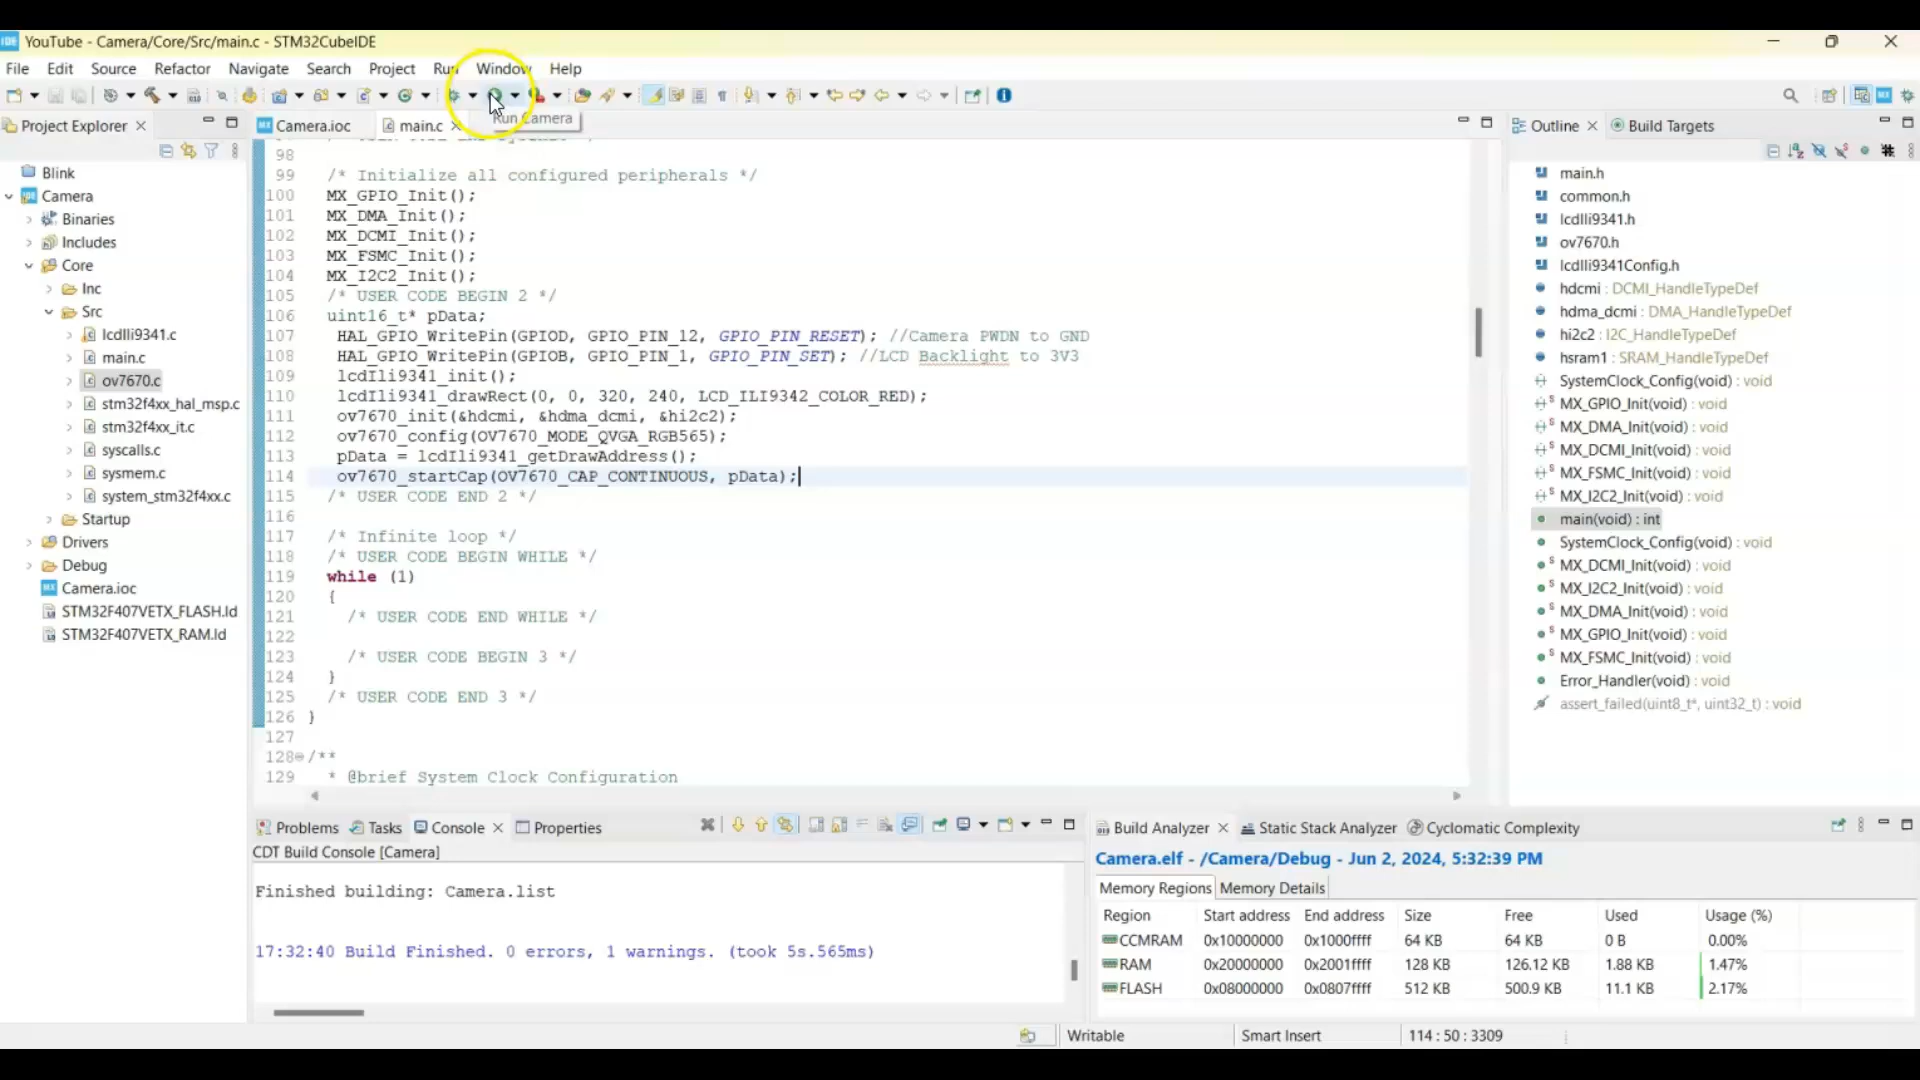 IDE YouTube - Camera/Core/Src/main.c - STM32CubeIDE
File Edit Source Refactor Navigate Search Project Run Window Help
Run Camera
Project Explorer
Blink
Camera
Binaries
Includes
Core
Inc
Src
lcdIli9341.c
main.c
ov7670.c
stm32f4xx_hal_msp.c
stm32f4xx_it.c
syscalls.c
sysmem.c
system_stm32f4xx.c
Startup
Drivers
Debug
Camera.ioc
STM32F407VETX_FLASH.ld
STM32F407VETX_RAM.ld
Camera.ioc main.c
98
99 /* Initialize all configured peripherals */
100 MX_GPIO_Init();
101 MX_DMA_Init();
102 MX_DCMI_Init();
103 MX_FSMC_Init();
104 MX_I2C2_Init();
105 /* USER CODE BEGIN 2 */
106 uint16_t* pData;
107 HAL_GPIO_WritePin(GPIOD, GPIO_PIN_12, GPIO_PIN_RESET); //Camera PWDN to GND
108 HAL_GPIO_WritePin(GPIOB, GPIO_PIN_1, GPIO_PIN_SET); //LCD Backlight to 3V3
109 lcdIli9341_init();
110 lcdIli9341_drawRect(0, 0, 320, 240, LCD_ILI9342_COLOR_RED);
111 ov7670_init(&hdcmi, &hdma_dcmi, &hi2c2);
112 ov7670_config(OV7670_MODE_QVGA_RGB565);
113 pData = lcdIli9341_getDrawAddress();
114 ov7670_startCap(OV7670_CAP_CONTINUOUS, pData);
115 /* USER CODE END 2 */
116
117 /* Infinite loop */
118 /* USER CODE BEGIN WHILE */
119 while (1)
120 {
121 /* USER CODE END WHILE */
122
123 /* USER CODE BEGIN 3 */
124 }
125 /* USER CODE END 3 */
126 }
127
128 /**
129 * @brief System Clock Configuration
Outline Build Targets
main.h
common.h
lcdIli9341.h
ov7670.h
lcdIli9341Config.h
hdcmi : DCMI_HandleTypeDef
hdma_dcmi : DMA_HandleTypeDef
hi2c2 : I2C_HandleTypeDef
hsram1 : SRAM_HandleTypeDef
SystemClock_Config(void) : void
MX_GPIO_Init(void) : void
MX_DMA_Init(void) : void
MX_DCMI_Init(void) : void
MX_FSMC_Init(void) : void
MX_I2C2_Init(void) : void
main(void) : int
SystemClock_Config(void) : void
MX_DCMI_Init(void) : void
MX_I2C2_Init(void) : void
MX_DMA_Init(void) : void
MX_GPIO_Init(void) : void
MX_FSMC_Init(void) : void
Error_Handler(void) : void
assert_failed(uint8_t*, uint32_t) : void
Problems Tasks Console Properties
CDT Build Console [Camera]
Finished building: Camera.list
17:32:40 Build Finished. 0 errors, 1 warnings. (took 5s.565ms)
Build Analyzer Static Stack Analyzer Cyclomatic Complexity
Camera.elf - /Camera/Debug - Jun 2, 2024, 5:32:39 PM
Memory Regions Memory Details
Region Start address End address Size Free Used Usage (%)
CCMRAM 0x10000000 0x1000ffff 64 KB 64 KB 0 B 0.00%
RAM 0x20000000 0x2001ffff 128 KB 126.12 KB 1.88 KB 1.47%
FLASH 0x08000000 0x0807ffff 512 KB 500.9 KB 11.1 KB 2.17%
Writable Smart Insert 114 : 50 : 3309